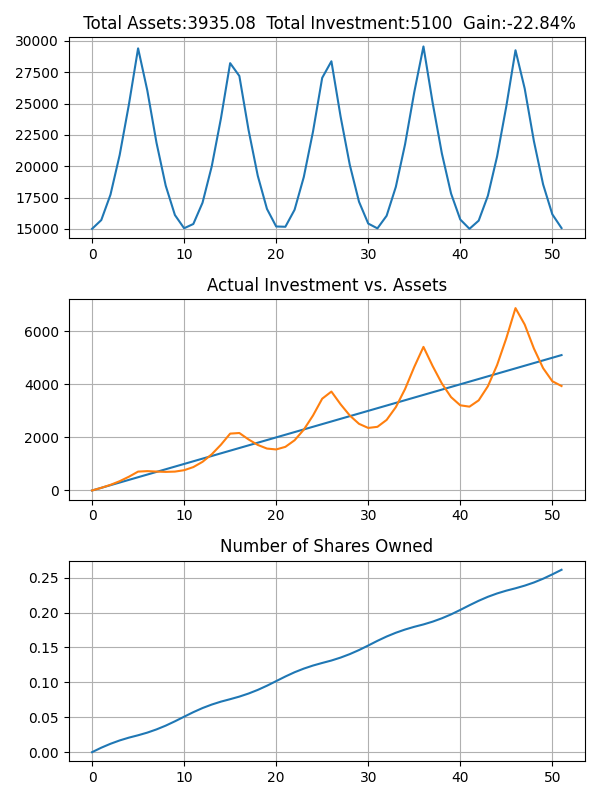 Total Assets:3935.08  Total Investment:5100  Gain:-22.84%
30000
27500
25000
22500
20000
17500
15000
0 10 20 30 40 50
Actual Investment vs. Assets
6000
4000
2000
0
0 10 20 30 40 50
Number of Shares Owned
0.25
0.20
0.15
0.10
0.05
0.00
0 10 20 30 40 50